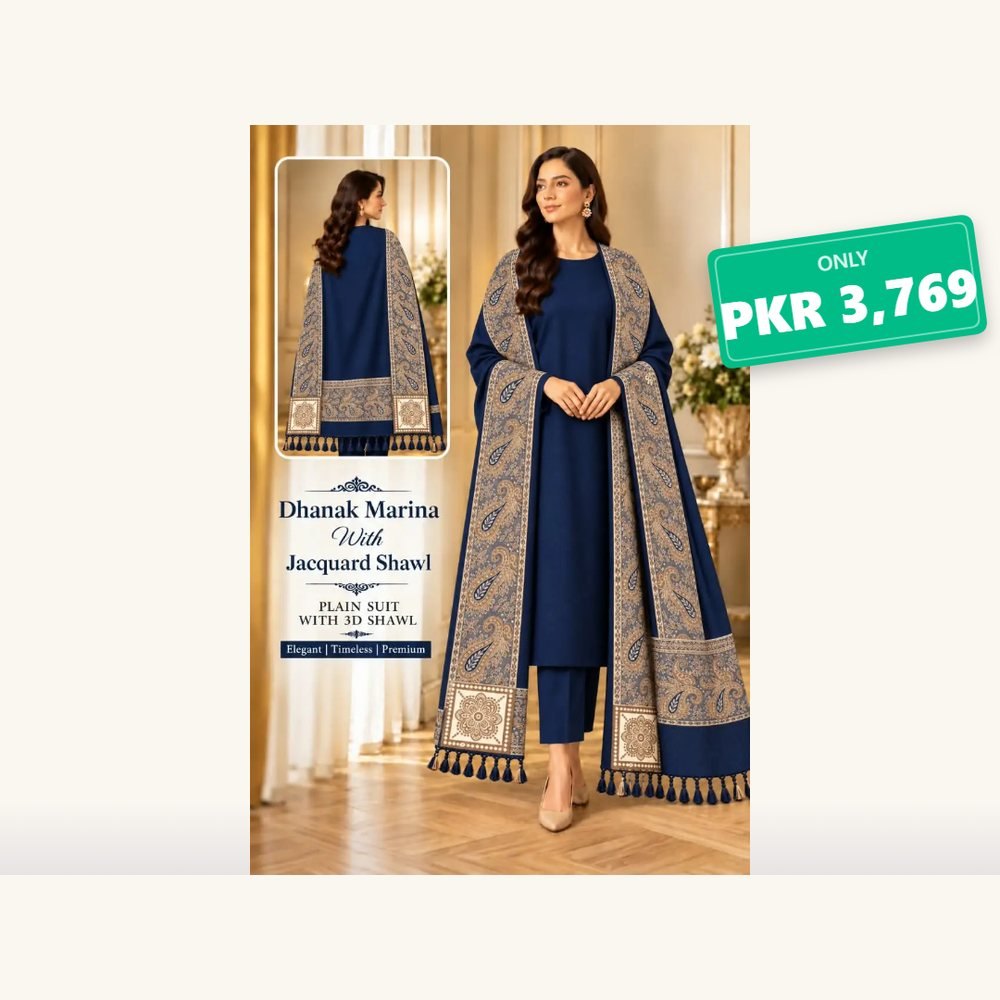 ONLY
PKR 3,769
Dhanak Marina
With
Jacquard Shawl
PLAIN SUIT
WITH 3D SHAWL
Elegant | Timeless | Premium